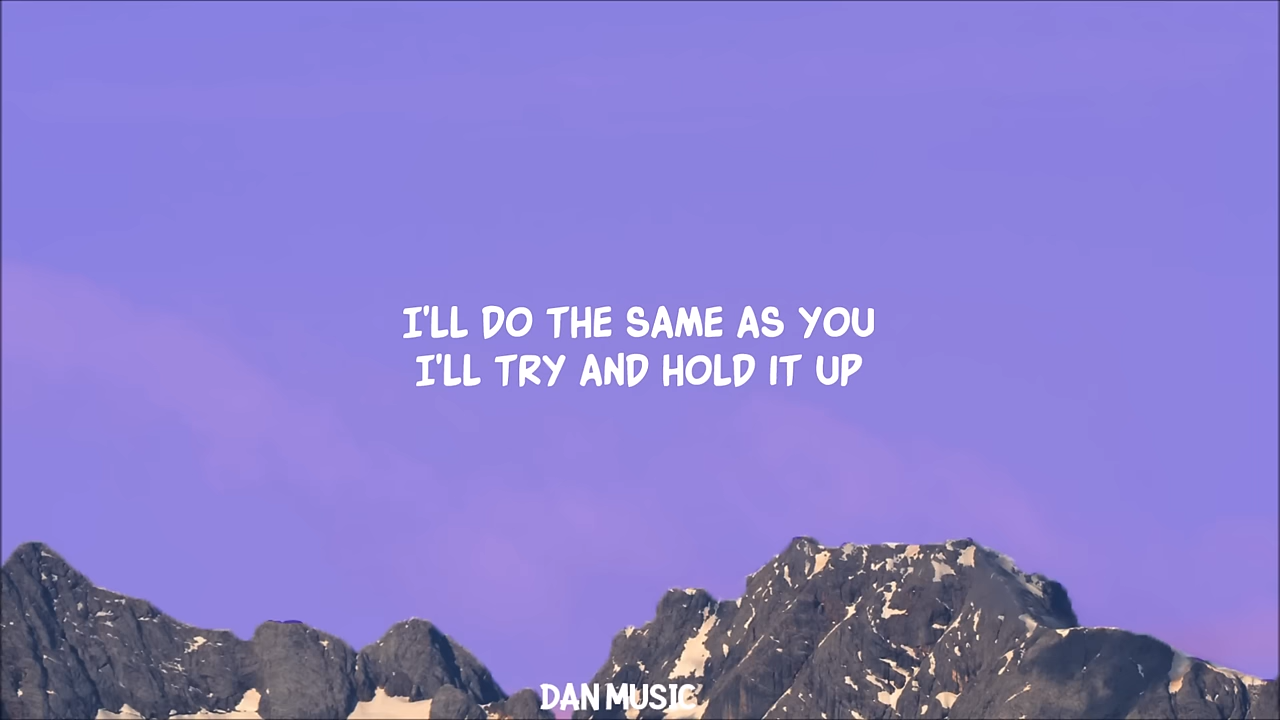 I'LL DO THE SAME AS YOU
I'LL TRY AND HOLD IT UP
DAN MUSIC